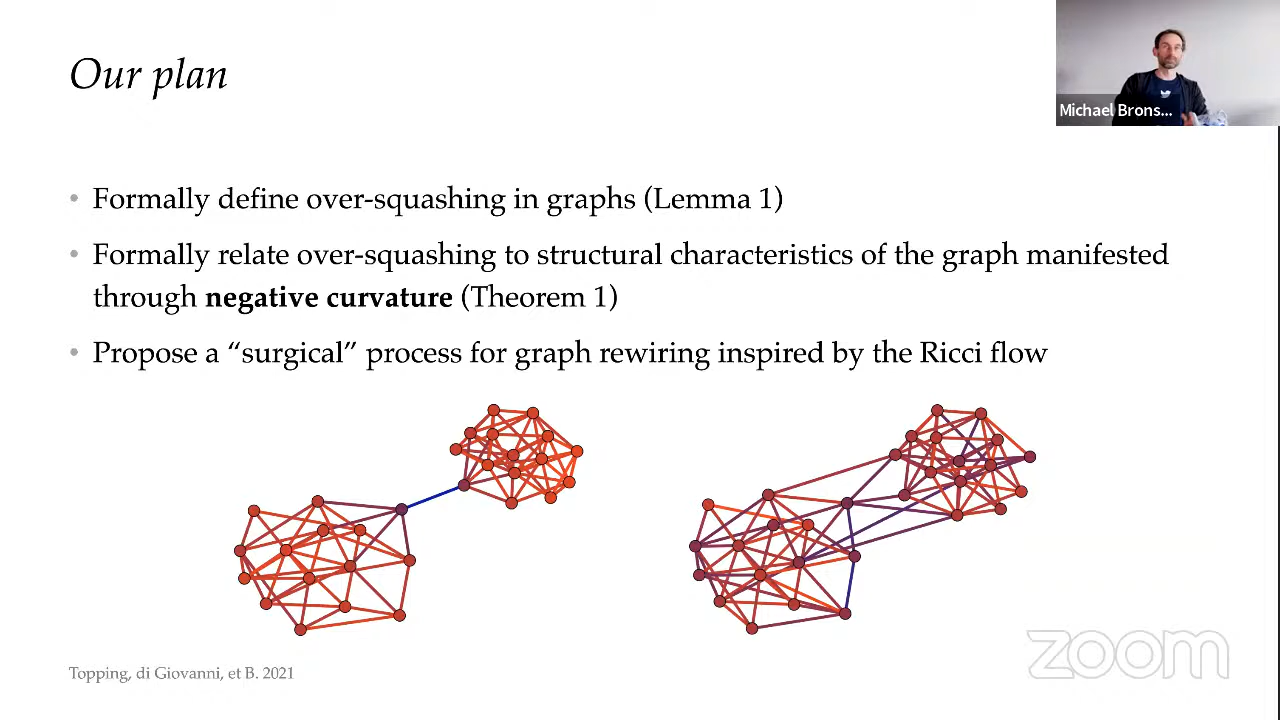 Our plan
Michael Brons...
• Formally define over-squashing in graphs (Lemma 1)
• Formally relate over-squashing to structural characteristics of the graph manifested
through negative curvature (Theorem 1)
• Propose a “surgical” process for graph rewiring inspired by the Ricci flow
Topping, di Giovanni, et B. 2021
zoom